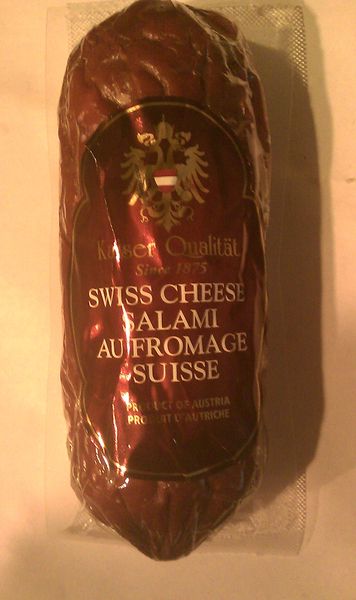 Kaiser Qualität
Since 1875
SWISS CHEESE
SALAMI
AU FROMAGE
SUISSE
PRODUCT OF AUSTRIA
PRODUIT D'AUTRICHE